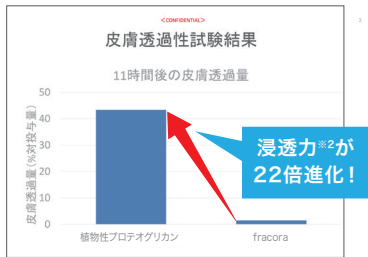 <CONFIDENTIAL>
3
皮膚透過性試験結果
11時間後の皮膚透過量
皮膚透過量(%対投与量)
50
40
30
20
10
0
植物性プロテオグリカン
fracora
浸透力※2が
22倍進化!